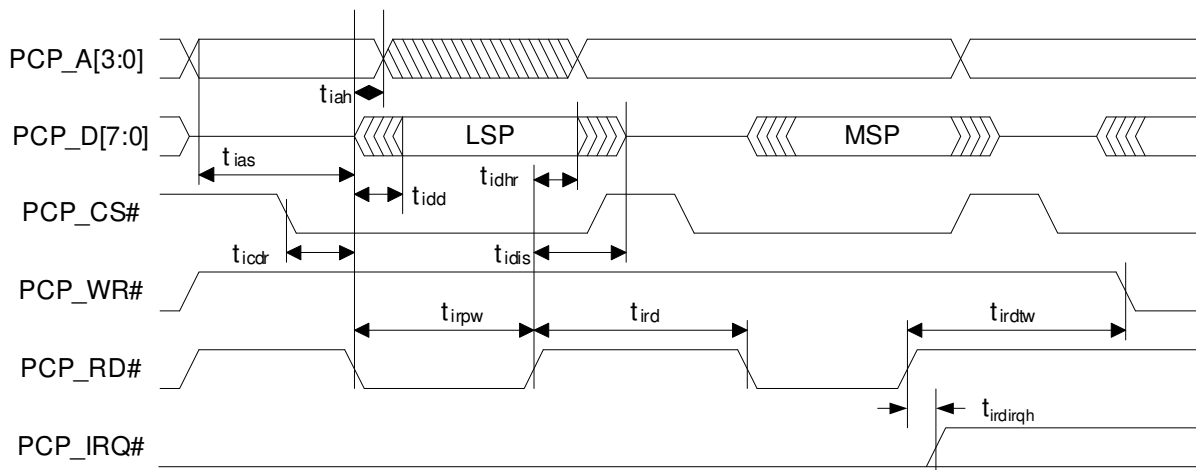 PCP_A[3:0]
t iah
PCP_D[7:0]
LSP
MSP
t ias
t idd
t idhr
PCP_CS#
t icdr
t idis
PCP_WR#
t irpw
t ird
t irdtw
PCP_RD#
t irdirqh
PCP_IRQ#